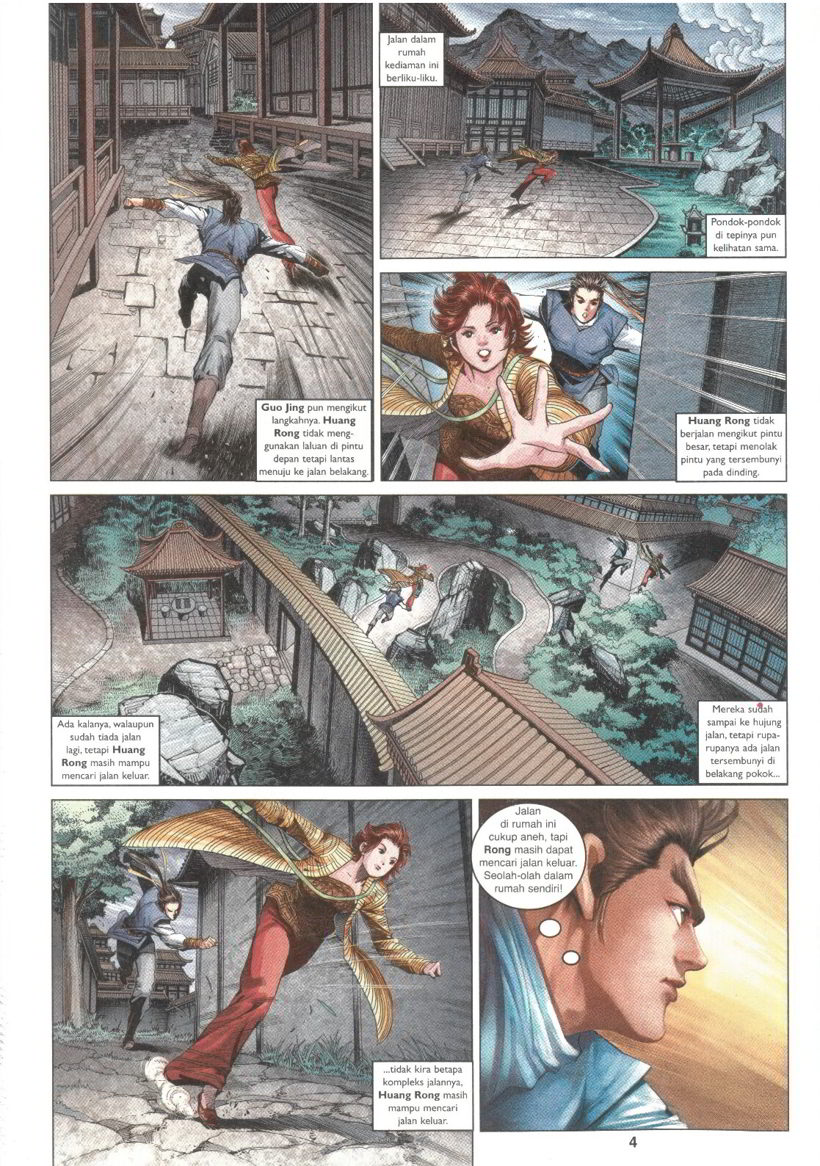 Guo Jing pun mengikut
langkahnya. Huang
Rong tidak meng-
gunakan laluan di pintu
depan tetapi lantas
menuju ke jalan belakang.
Jalan dalam
rumah
kediaman ini
berliku-liku.
Pondok-pondok
di tepinya pun
kelihatan sama.
Huang Rong tidak
berjalan mengikut pintu
besar, tetapi menolak
pintu yang tersembunyi
pada dinding.
Ada kalanya, walaupun
sudah tiada jalan
lagi, tetapi Huang
Rong masih mampu
mencari jalan keluar.
Mereka sudah
sampai ke hujung
jalan, tetapi rupa-
rupanya ada jalan
tersembunyi di
belakang pokok...
...tidak kira betapa
kompleks jalannya,
Huang Rong masih
mampu mencari
jalan keluar.
Jalan
di rumah ini
cukup aneh, tapi
Rong masih dapat
mencari jalan keluar.
Seolah-olah dalam
rumah sendiri!
4